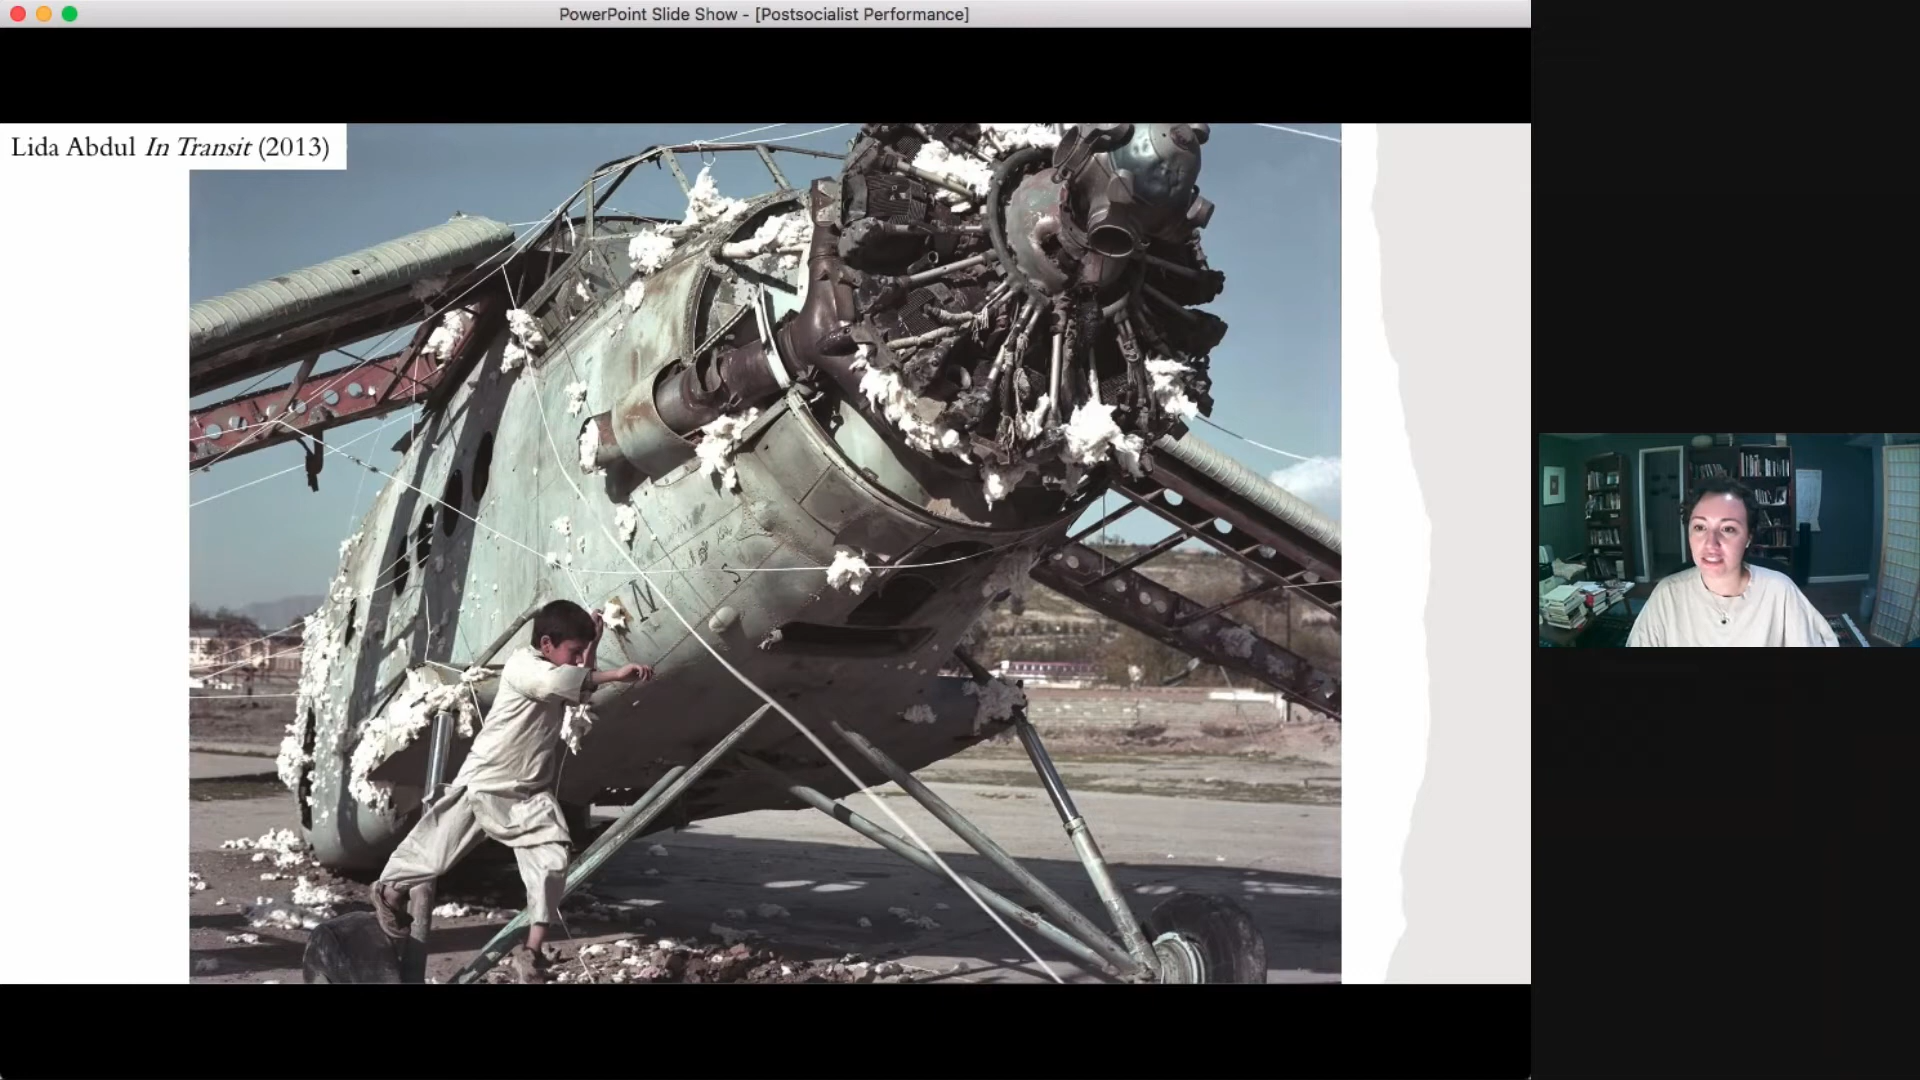 PowerPoint Slide Show - [Postsocialist Performance]
Lida Abdul In Transit (2013)
N
S